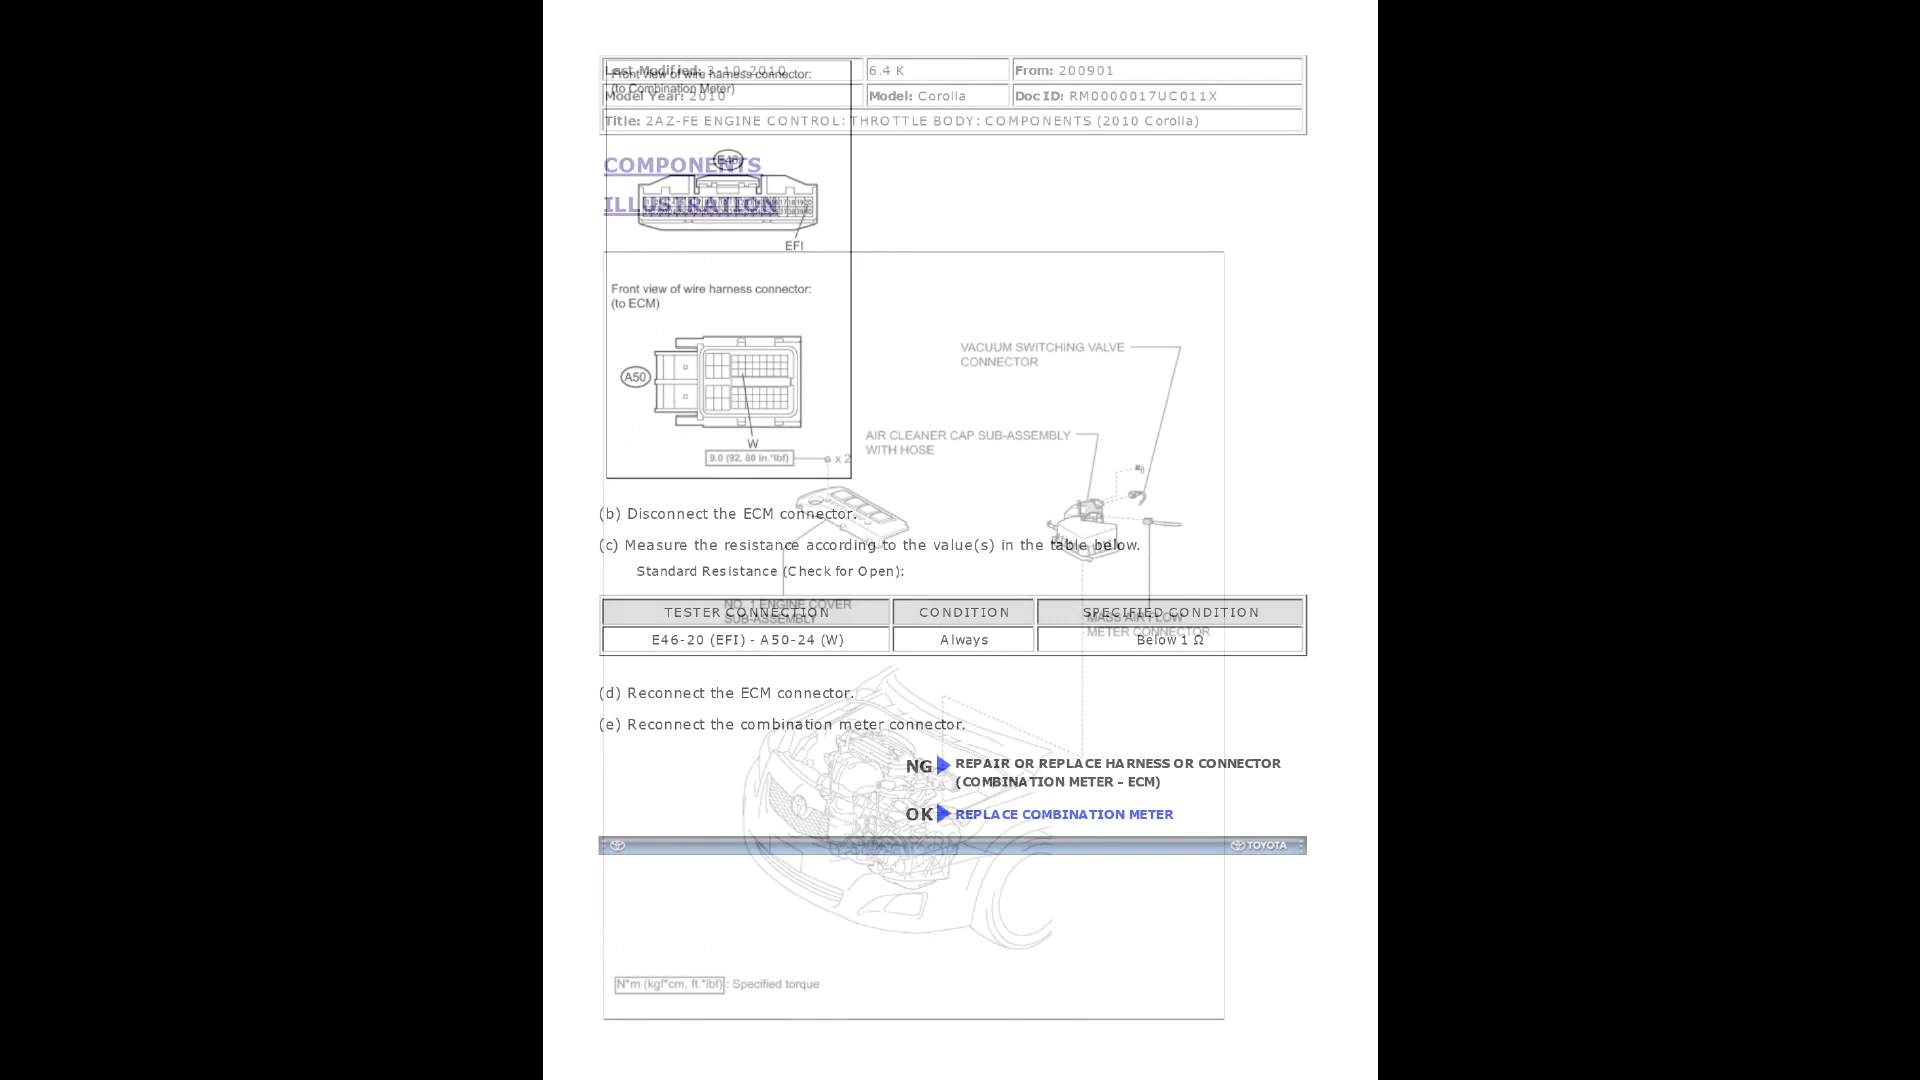 Last Modified: 3-10-2010 6.4 K From: 200901
Model Year: 2010 Model: Corolla Doc ID: RM0000017UC011X
Title: 2AZ-FE ENGINE CONTROL: THROTTLE BODY: COMPONENTS (2010 Corolla)
Front view of wire harness connector:
(to Combination Meter)
COMPONENTS
ILLUSTRATION
E46
EFI
Front view of wire harness connector:
(to ECM)
A50
W
VACUUM SWITCHING VALVE
CONNECTOR
AIR CLEANER CAP SUB-ASSEMBLY
WITH HOSE
9.0 (92, 80 in.*lbf) x 2
(b) Disconnect the ECM connector.
(c) Measure the resistance according to the value(s) in the table below.
Standard Resistance (Check for Open):
NO. 1 ENGINE COVER
SUB-ASSEMBLY
MASS AIR FLOW
METER CONNECTOR
TESTER CONNECTION CONDITION SPECIFIED CONDITION
E46-20 (EFI) - A50-24 (W) Always Below 1 Ω
(d) Reconnect the ECM connector.
(e) Reconnect the combination meter connector.
NG REPAIR OR REPLACE HARNESS OR CONNECTOR
(COMBINATION METER – ECM)
OK REPLACE COMBINATION METER
TOYOTA
N*m (kgf*cm, ft.*lbf) : Specified torque